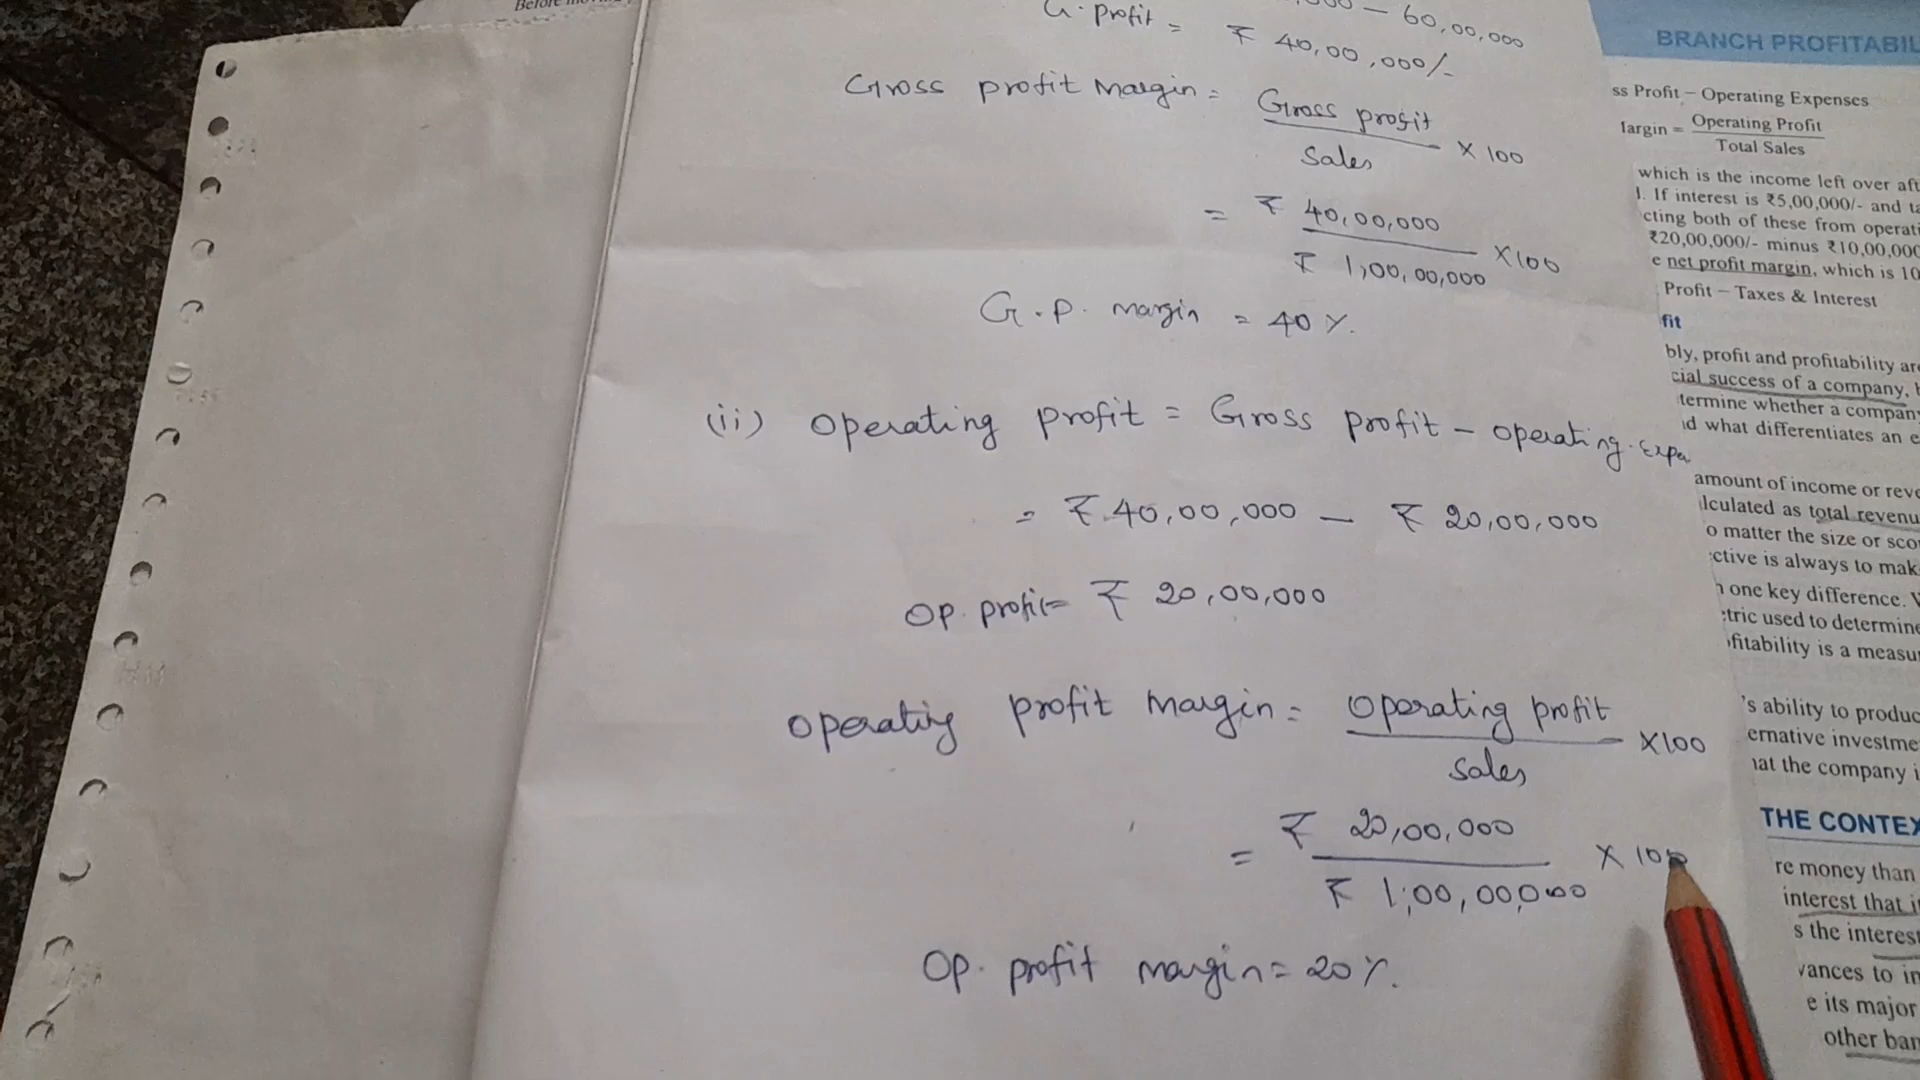 Before
G. profit = 00 - 60,00,000
₹ 40,00,000/-
Gross profit margin = Gross profit
Sales
× 100
= ₹ 40,00,000
₹ 1,00,00,000
×100
G.P. margin = 40%.
(ii) operating profit = Gross profit - operating. Expe
= ₹ 40,00,000 - ₹ 20,00,000
Op. profit= ₹ 20,00,000
operating profit margin = operating profit
sales
×100
= ₹ 20,00,000
₹ 1,00,00,000
× 100
Op. profit margin = 20%.
BRANCH PROFITABIL
ss Profit – Operating Expenses
largin = Operating Profit
Total Sales
which is the income left over aft
l. If interest is ₹5,00,000/- and ta
cting both of these from operati
₹20,00,000/- minus ₹10,00,000
e net profit margin, which is 10
Profit – Taxes & Interest
fit
bly, profit and profitability are
cial success of a company,
termine whether a company
id what differentiates an e
amount of income or reve
lculated as total revenu
o matter the size or sco
ctive is always to mak
n one key difference.
etric used to determine
ofitability is a measu
's ability to produc
ernative investme
hat the company i
THE CONTEX
re money than
interest that i
s the interest
vances to in
e its major
other ban